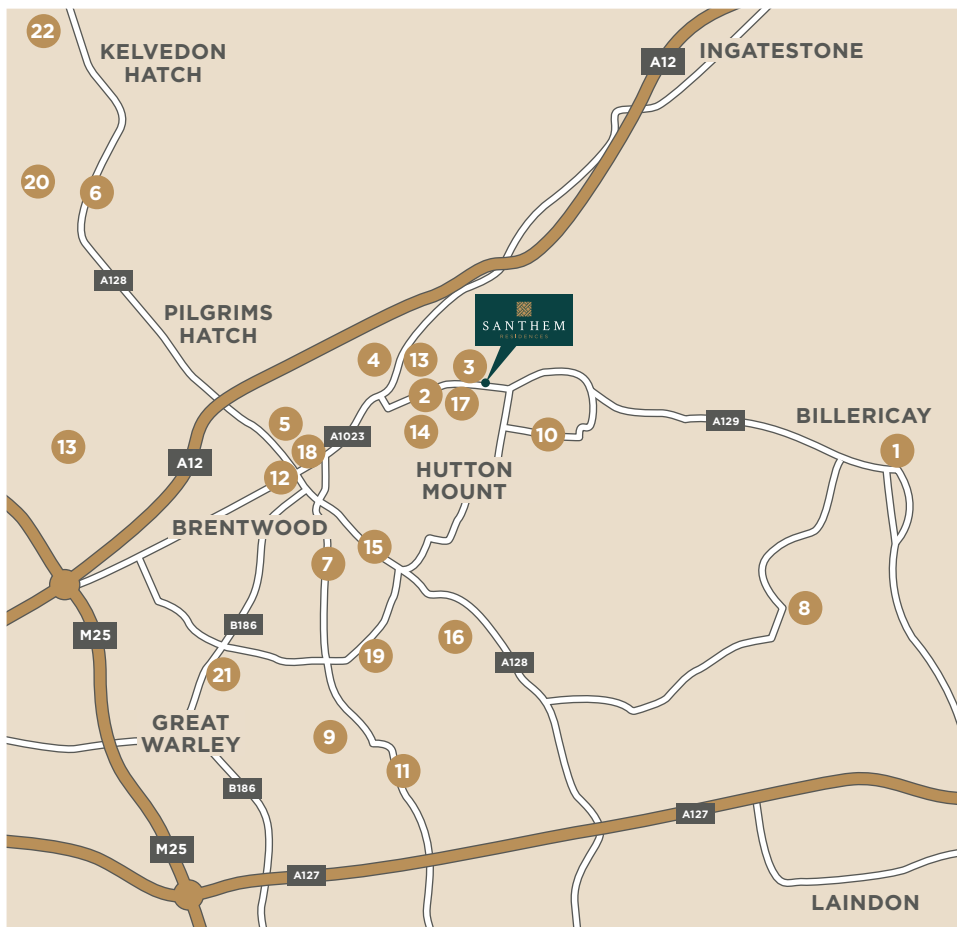 22
KELVEDON
HATCH
A12
INGATESTONE
20
6
A128
PILGRIMS
HATCH
SANTHEM
RESIDENCES
4
13
3
2
17
5
14
10
A129
BILLERICAY
A1023
18
13
A12
12
HUTTON
MOUNT
1
BRENTWOOD
15
7
8
M25
B186
16
19
A128
21
GREAT
WARLEY
9
11
B186
A127
M25
A127
LAINDON